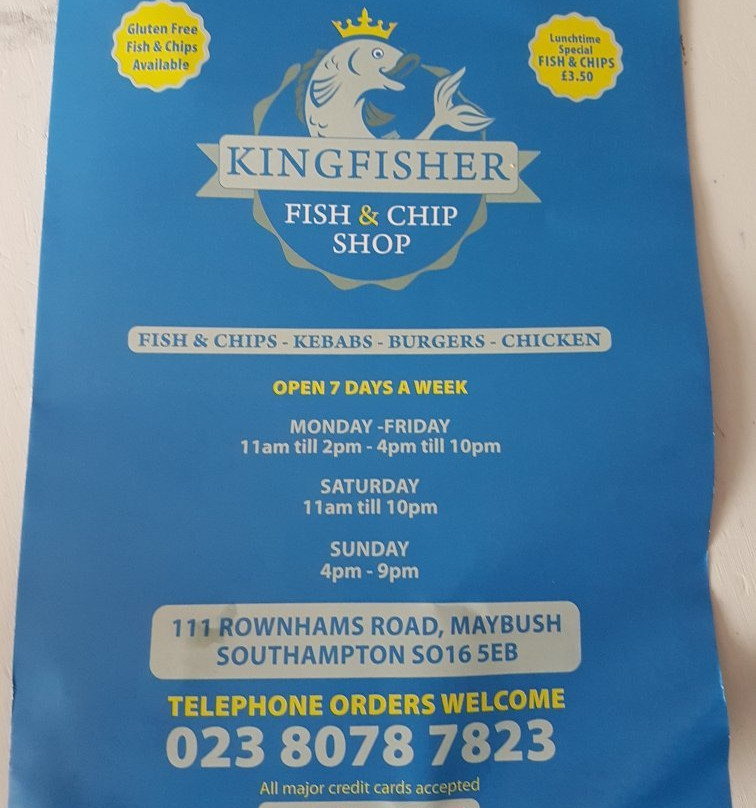 Gluten Free
Fish & Chips
Available
Lunchtime
Special
FISH & CHIPS
£3.50
KINGFISHER
FISH & CHIP
SHOP
FISH & CHIPS - KEBABS - BURGERS - CHICKEN
OPEN 7 DAYS A WEEK
MONDAY -FRIDAY
11am till 2pm - 4pm till 10pm
SATURDAY
11am till 10pm
SUNDAY
4pm - 9pm
111 ROWNHAMS ROAD, MAYBUSH
SOUTHAMPTON SO16 5EB
TELEPHONE ORDERS WELCOME
023 8078 7823
All major credit cards accepted